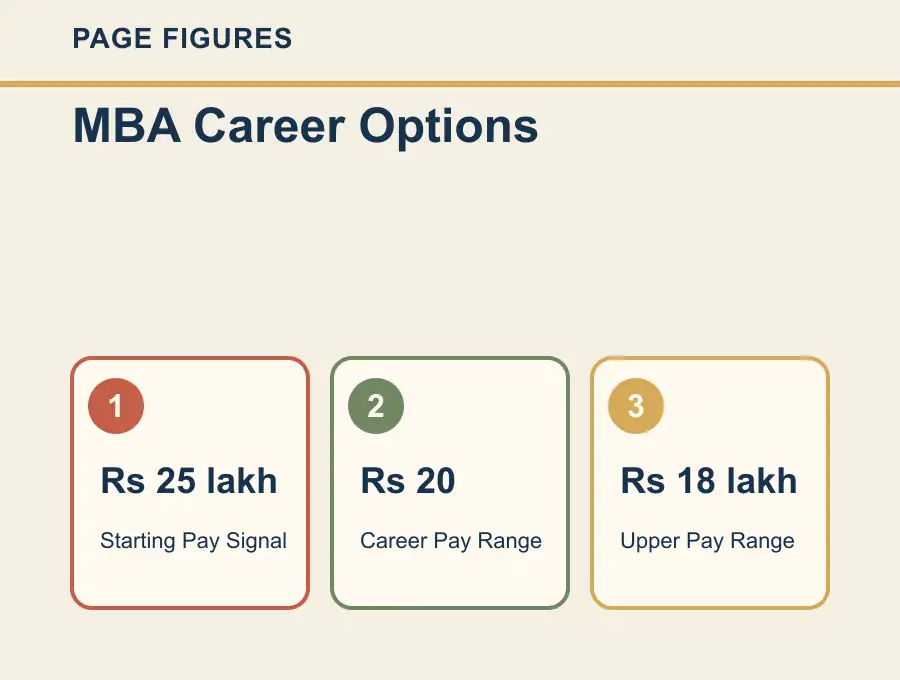 PAGE FIGURES
MBA Career Options
1
2
3
Rs 25 lakh
Rs 20
Rs 18 lakh
Starting Pay Signal
Career Pay Range
Upper Pay Range